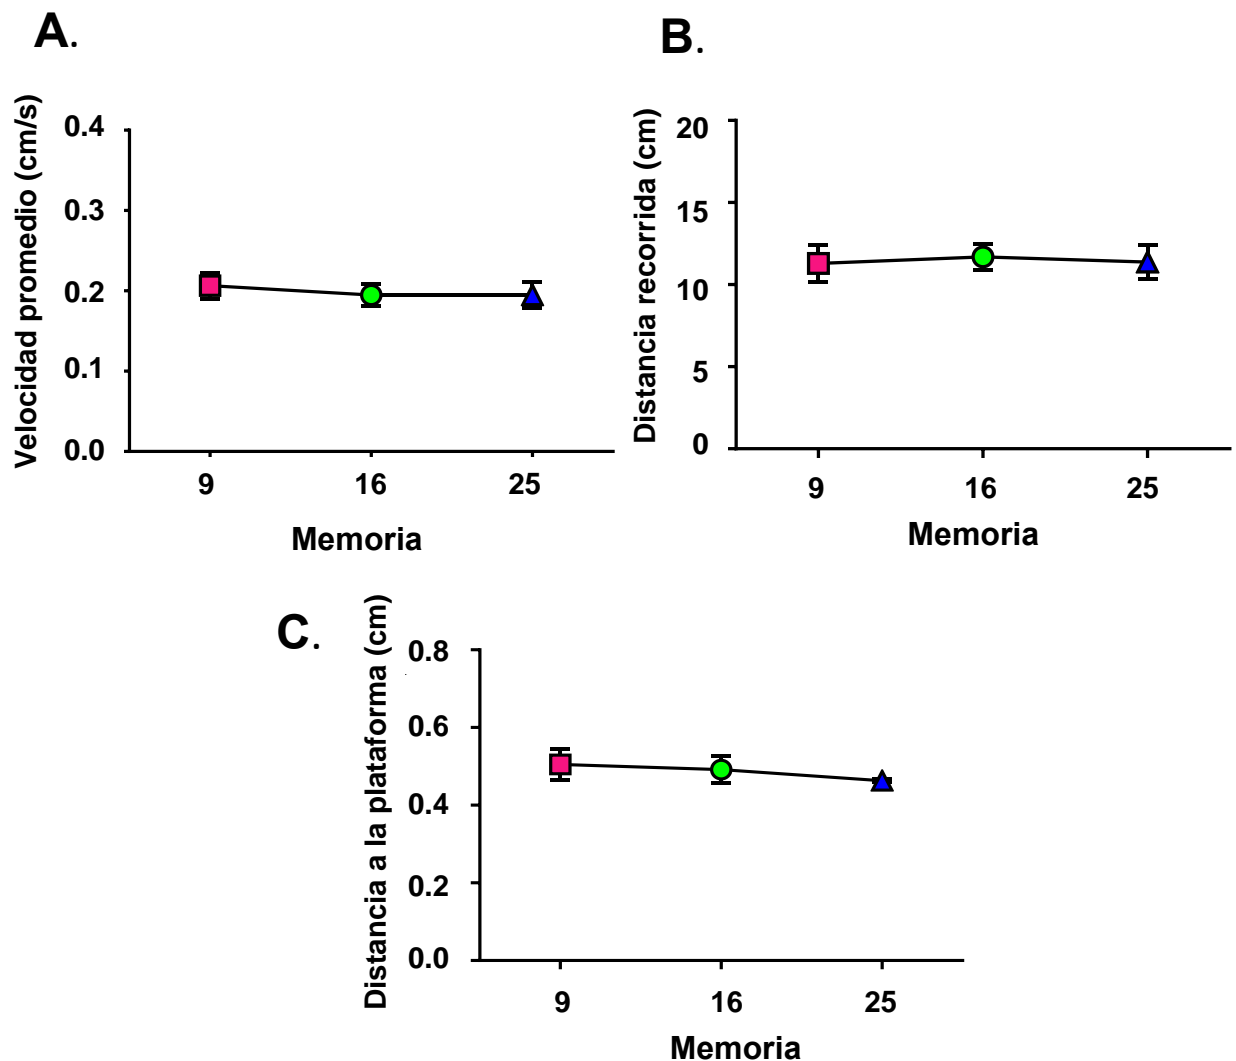 A.
Velocidad promedio (cm/s)
0.4
0.3
0.2
0.1
0.0
9 16 25
Memoria
B.
Distancia recorrida (cm)
20
15
10
5
0
9 16 25
Memoria
C.
Distancia a la plataforma (cm)
0.8
0.6
0.4
0.2
0.0
9 16 25
Memoria